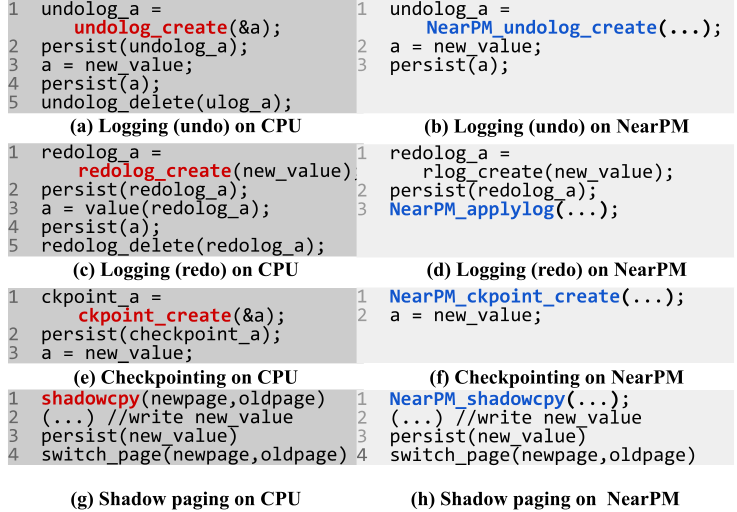 1 undolog_a =
undolog_create(&a);
2 persist(undolog_a);
3 a = new_value;
4 persist(a);
5 undolog_delete(ulog_a);
(a) Logging (undo) on CPU
1 undolog_a =
NearPM_undolog_create(...);
2 a = new_value;
3 persist(a);
(b) Logging (undo) on NearPM
1 redolog_a =
redolog_create(new_value)
2 persist(redolog_a);
3 a = value(redolog_a);
4 persist(a);
5 redolog_delete(redolog_a);
(c) Logging (redo) on CPU
1 redolog_a =
rlog_create(new_value);
2 persist(redolog_a);
3 NearPM_applylog(...);
(d) Logging (redo) on NearPM
1 ckpoint_a =
ckpoint_create(&a);
2 persist(checkpoint_a);
3 a = new_value;
(e) Checkpointing on CPU
1 NearPM_ckpoint_create(...);
2 a = new_value;
(f) Checkpointing on NearPM
1 shadowcpy(newpage,oldpage)
2 (...) //write new_value
3 persist(new_value)
4 switch_page(newpage,oldpage)
(g) Shadow paging on CPU
1 NearPM_shadowcpy(...);
2 (...) //write new_value
3 persist(new_value)
4 switch_page(newpage,oldpage)
(h) Shadow paging on NearPM